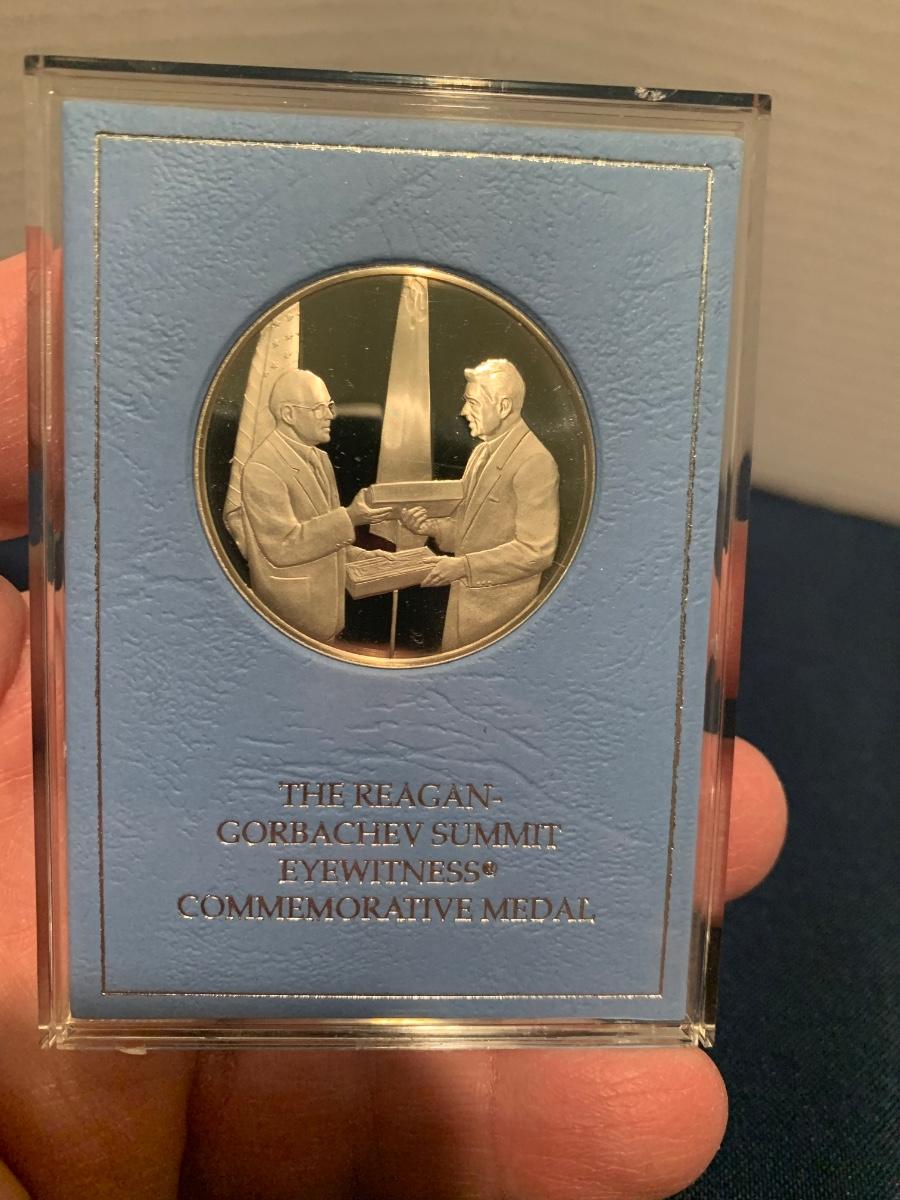 THE REAGAN-
GORBACHEV SUMMIT
EYEWITNESS®
COMMEMORATIVE MEDAL